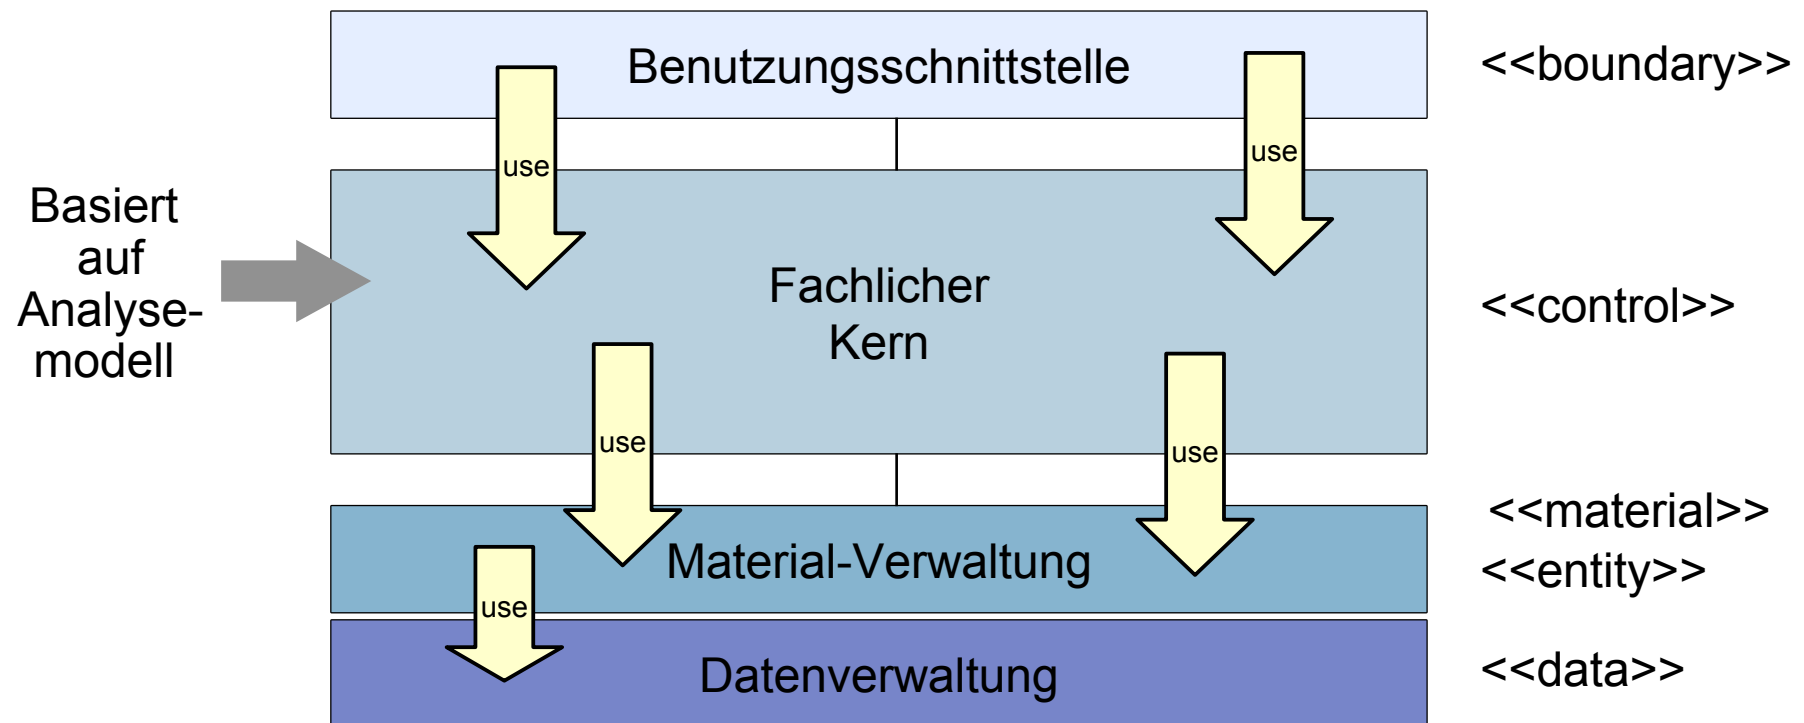 Benutzungsschnittstelle
<<boundary>>
use
use
Basiert
auf
Analyse-
modell
Fachlicher
Kern
<<control>>
use
use
<<material>>
Material-Verwaltung
<<entity>>
use
Datenverwaltung
<<data>>